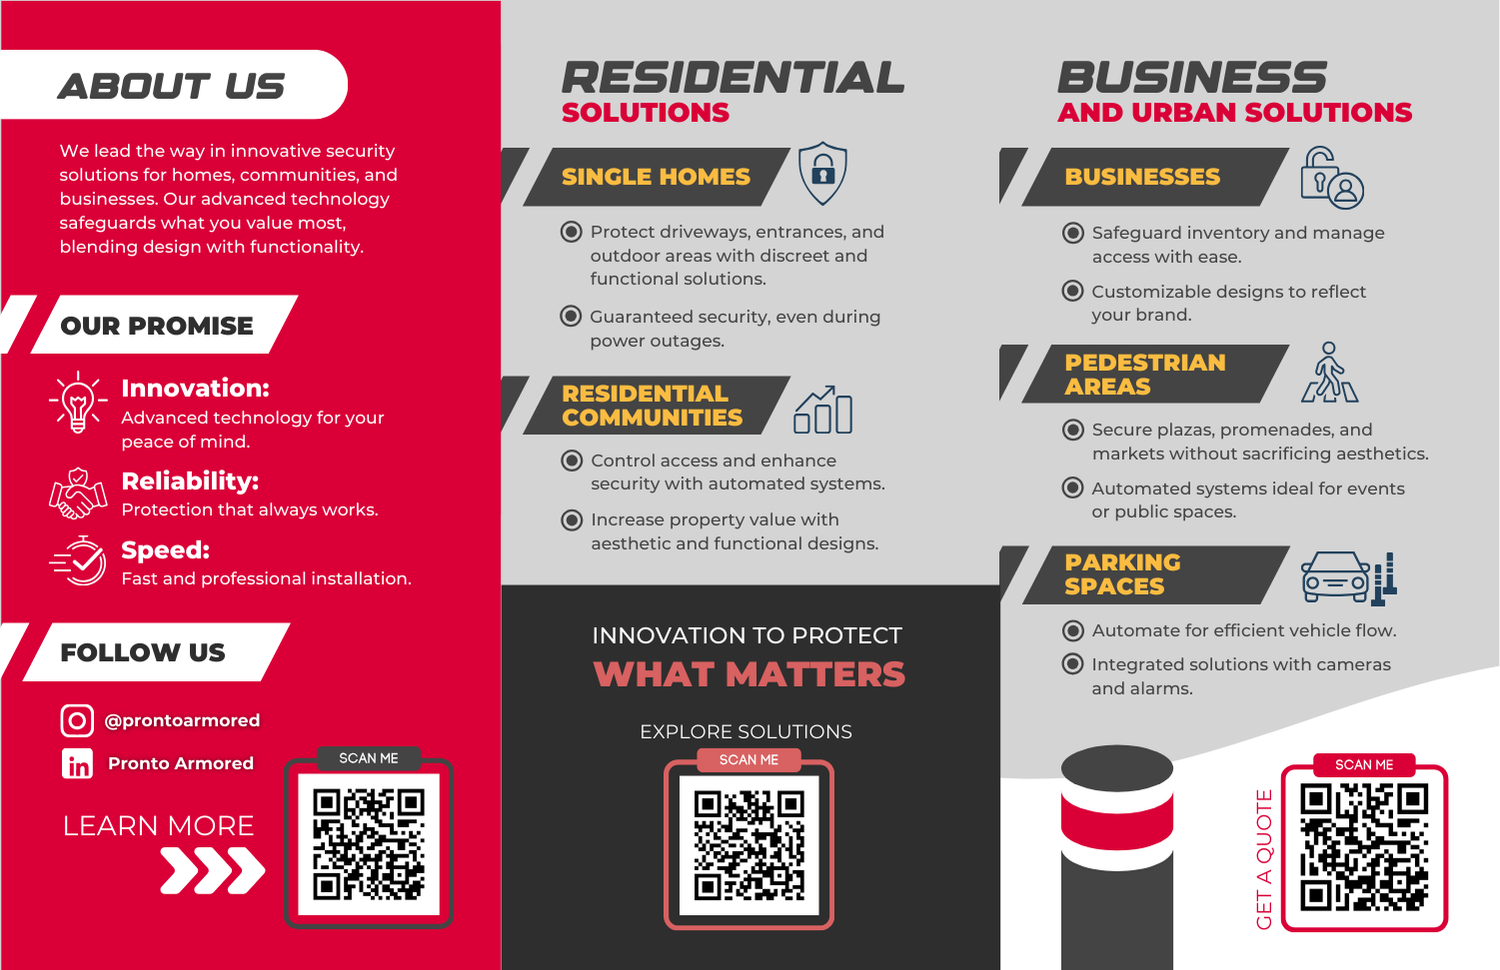 ABOUT US
We lead the way in innovative security
solutions for homes, communities, and
businesses. Our advanced technology
safeguards what you value most,
blending design with functionality.
OUR PROMISE
Innovation:
Advanced technology for your
peace of mind.
Reliability:
Protection that always works.
Speed:
Fast and professional installation.
FOLLOW US
@prontoarmored
in
Pronto Armored
LEARN MORE
SCAN ME
RESIDENTIAL
SOLUTIONS
SINGLE HOMES
Protect driveways, entrances, and
outdoor areas with discreet and
functional solutions.
Guaranteed security, even during
power outages.
RESIDENTIAL
COMMUNITIES
Control access and enhance
security with automated systems.
Increase property value with
aesthetic and functional designs.
INNOVATION TO PROTECT
WHAT MATTERS
EXPLORE SOLUTIONS
SCAN ME
BUSINESS
AND URBAN SOLUTIONS
BUSINESSES
Safeguard inventory and manage
access with ease.
Customizable designs to reflect
your brand.
PEDESTRIAN
AREAS
Secure plazas, promenades, and
markets without sacrificing aesthetics.
Automated systems ideal for events
or public spaces.
PARKING
SPACES
Automate for efficient vehicle flow.
Integrated solutions with cameras
and alarms.
GET A QUOTE
SCAN ME